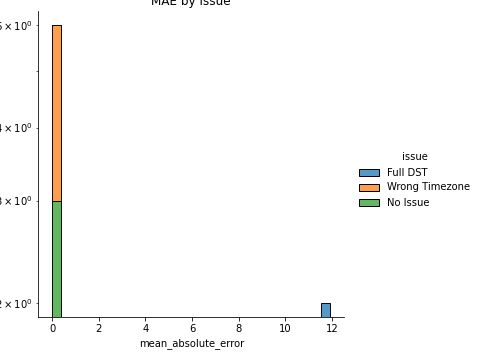 MAE by issue
6 × 10⁰
4 × 10⁰
3 × 10⁰
2 × 10⁰
0 2 4 6 8 10 12
mean_absolute_error
issue
Full DST
Wrong Timezone
No Issue